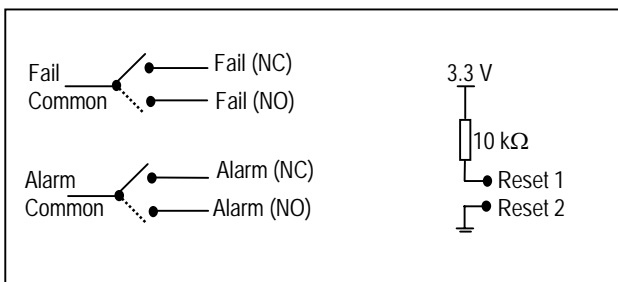 Fail
Common
Fail (NC)
Fail (NO)
Alarm
Common
Alarm (NC)
Alarm (NO)
3.3 V
10 kΩ
Reset 1
Reset 2